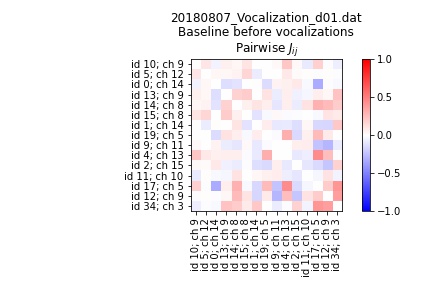 20180807_Vocalization_d01.dat
Baseline before vocalizations
Pairwise Jij
id 10; ch 9
id 5; ch 12
id 0; ch 14
id 13; ch 9
id 14; ch 8
id 15; ch 8
id 1; ch 14
id 19; ch 5
id 9; ch 11
id 4; ch 13
id 2; ch 15
id 11; ch 10
id 17; ch 5
id 12; ch 9
id 34; ch 3
id 10; ch 9
id 5; ch 12
id 0; ch 14
id 13; ch 9
id 14; ch 8
id 15; ch 8
id 1; ch 14
id 19; ch 5
id 9; ch 11
id 4; ch 13
id 2; ch 15
id 11; ch 10
id 17; ch 5
id 12; ch 9
id 34; ch 3
1.0
0.5
0.0
−0.5
−1.0